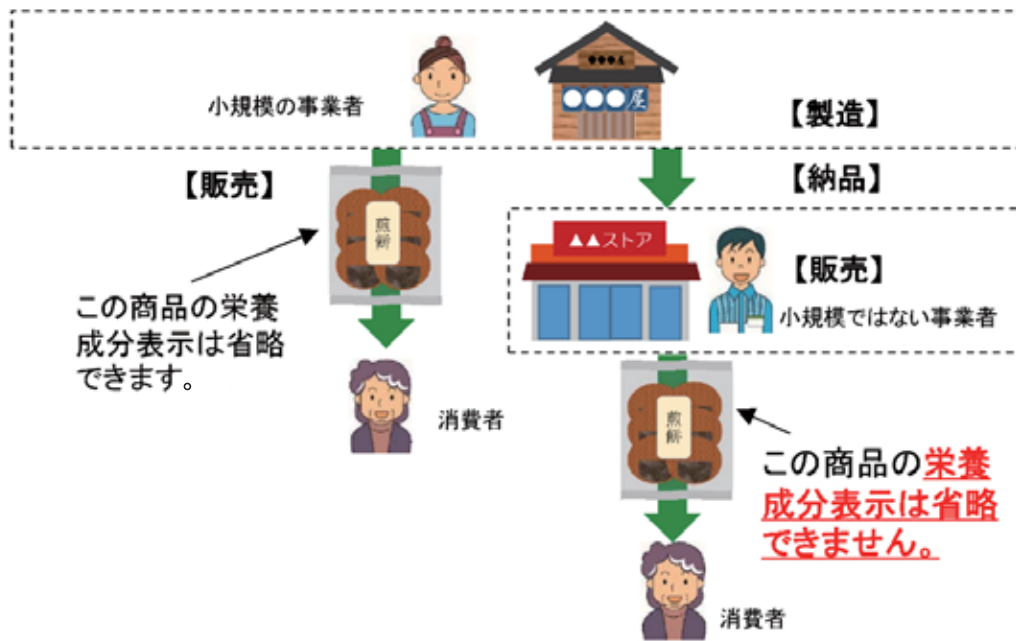 小規模の事業者
○○○屋
【製造】
【販売】
煎餅
この商品の栄養
成分表示は省略
できます。
消費者
【納品】
▲▲ストア
【販売】
小規模ではない事業者
煎餅
この商品の栄養
成分表示は省略
できません。
消費者